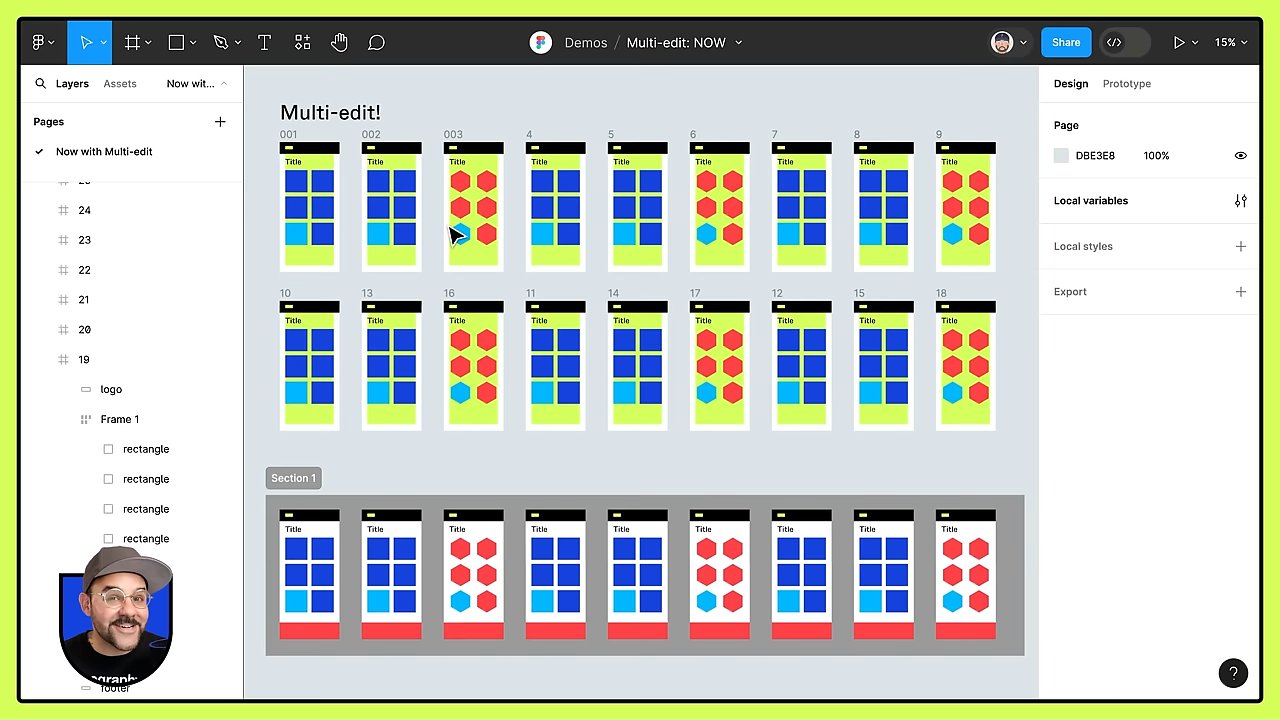 Demos / Multi-edit: NOW
Share
15%
Layers
Assets
Now wit...
Pages
Now with Multi-edit
24
23
22
21
20
19
logo
Frame 1
rectangle
rectangle
rectangle
rectangle
footer
Multi-edit!
001 002 003 4 5 6 7 8 9
Title Title Title Title Title Title Title Title Title
10 13 16 11 14 17 12 15 18
Title Title Title Title Title Title Title Title Title
Section 1
Title Title Title Title Title Title Title Title Title
Design
Prototype
Page
DBE3E8 100%
Local variables
Local styles
Export
?